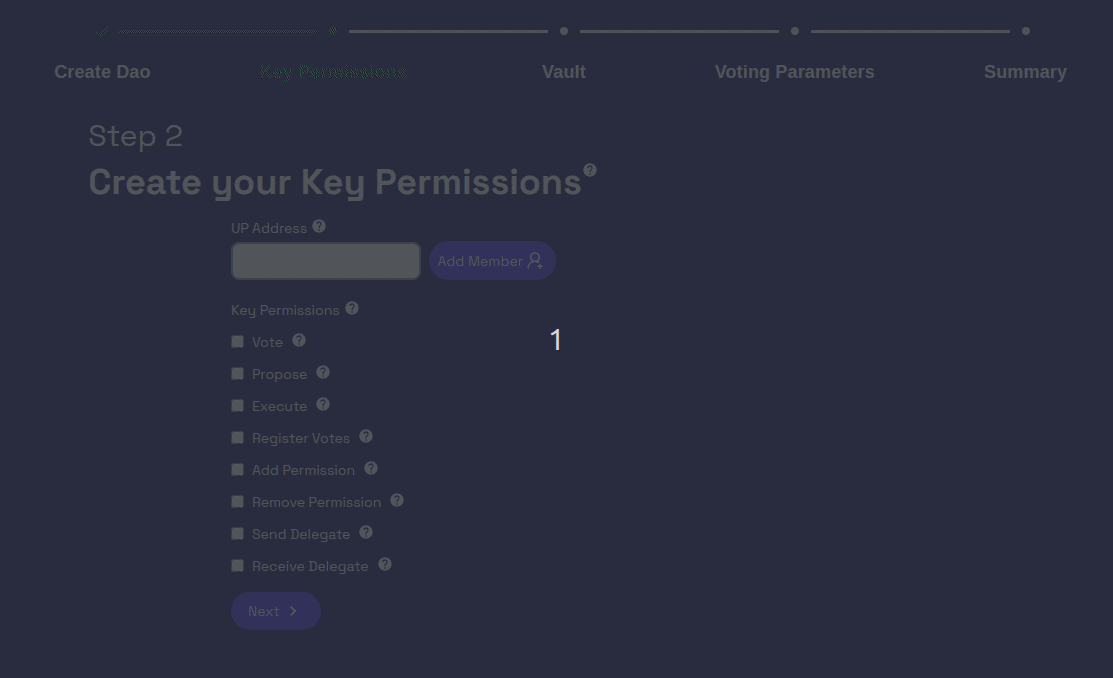 Create Dao
Key Permissions
Vault
Voting Parameters
Summary
Step 2
Create your Key Permissions
UP Address
Add Member
Key Permissions
1
Vote
Propose
Execute
Register Votes
Add Permission
Remove Permission
Send Delegate
Receive Delegate
Next